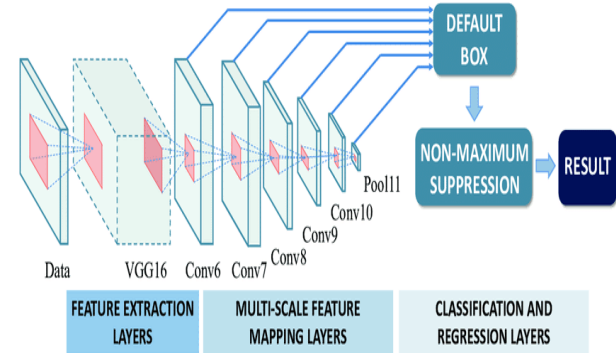 DEFAULT
BOX
NON-MAXIMUM
SUPPRESSION
RESULT
Pool11
Conv10
Conv9
Conv8
Data
VGG16
Conv6
Conv7
FEATURE EXTRACTION
LAYERS
MULTI-SCALE FEATURE
MAPPING LAYERS
CLASSIFICATION AND
REGRESSION LAYERS